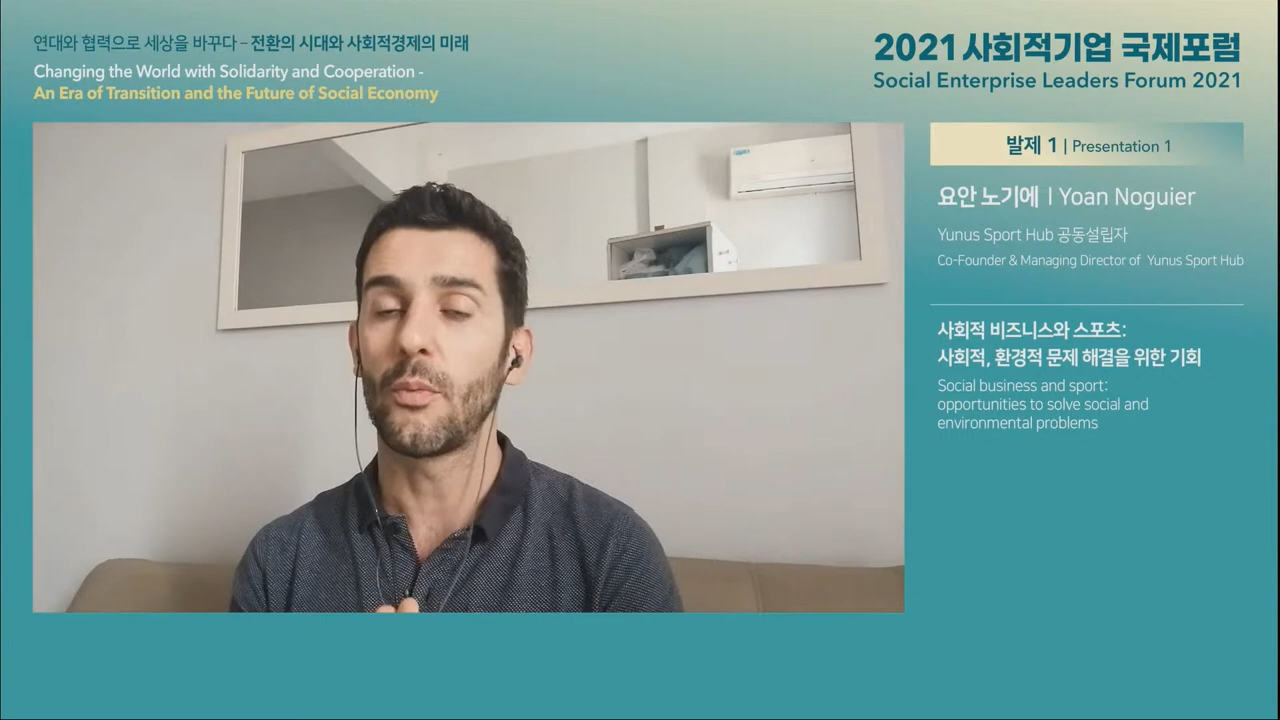 연대와 협력으로 세상을 바꾸다 – 전환의 시대와 사회적경제의 미래
Changing the World with Solidarity and Cooperation -
An Era of Transition and the Future of Social Economy
2021 사회적기업 국제포럼
Social Enterprise Leaders Forum 2021
발제 1 | Presentation 1
요안 노기에 | Yoan Noguier
Yunus Sport Hub 공동설립자
Co-Founder & Managing Director of Yunus Sport Hub
사회적 비즈니스와 스포츠:
사회적, 환경적 문제 해결을 위한 기회
Social business and sport:
opportunities to solve social and
environmental problems